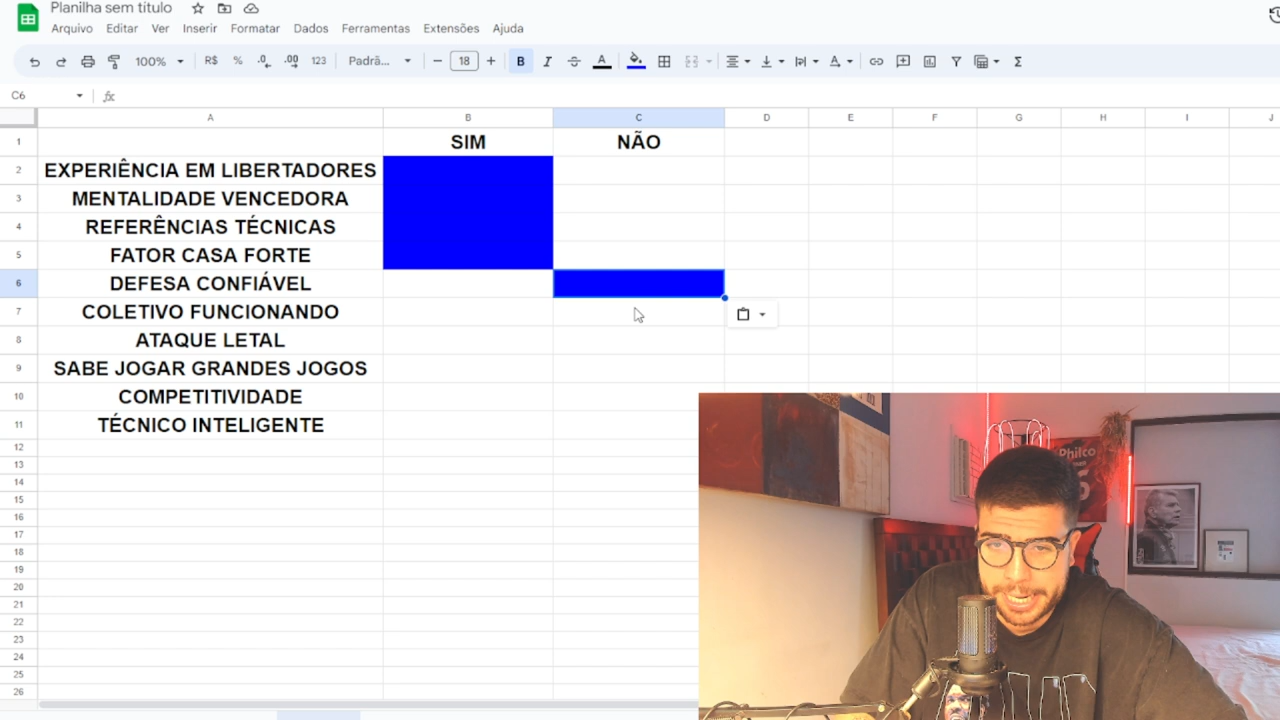 Planilha sem título
Arquivo Editar Ver Inserir Formatar Dados Ferramentas Extensões Ajuda
100% R$ % .0 .00 123 Padrã... 18 B I A A Σ
C6 fx
A B C D E F G H I J
1 SIM NÃO
2 EXPERIÊNCIA EM LIBERTADORES
3 MENTALIDADE VENCEDORA
4 REFERÊNCIAS TÉCNICAS
5 FATOR CASA FORTE
6 DEFESA CONFIÁVEL
7 COLETIVO FUNCIONANDO
8 ATAQUE LETAL
9 SABE JOGAR GRANDES JOGOS
10 COMPETITIVIDADE
11 TÉCNICO INTELIGENTE
12
13
14
15
16
17
18
19
20
21
22
23
24
25
26
Philco